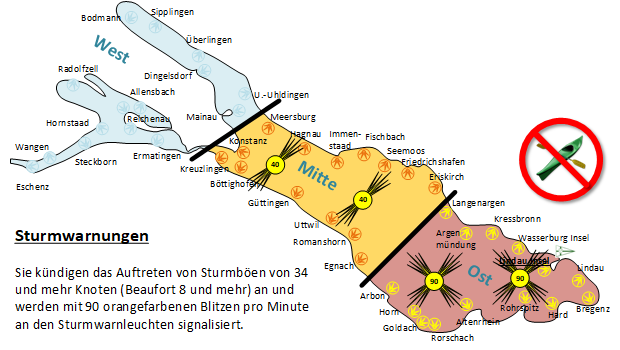 Sipplingen
Bodmann
Überlingen
West
Radolfzell
Dingelsdorf
Allensbach
U.-Uhldingen
Mainau
Reichenau
Hornstaad
Meersburg
Hagnau
Immen-
staad
Fischbach
Konstanz
Wangen
Ermatingen
Seemoos
Steckborn
Kreuzlingen
40
Friedrichshafen
Eschenz
Böttighofen
Mitte
Eriskirch
Güttingen
40
Langenargen
Kressbronn
Uttwil
Sturmwarnungen
Romanshorn
Argen
mündung
Wasserburg Insel
Lindau Insel
Egnach
Ost
Lindau
Sie kündigen das Auftreten von Sturmböen von 34
und mehr Knoten (Beaufort 8 und mehr) an und
werden mit 90 orangefarbenen Blitzen pro Minute
an den Sturmwarnleuchten signalisiert.
90
90
Arbon
Horn
Goldach
Altenrhein
Rohrspitz
Hard
Bregenz
Rorschach